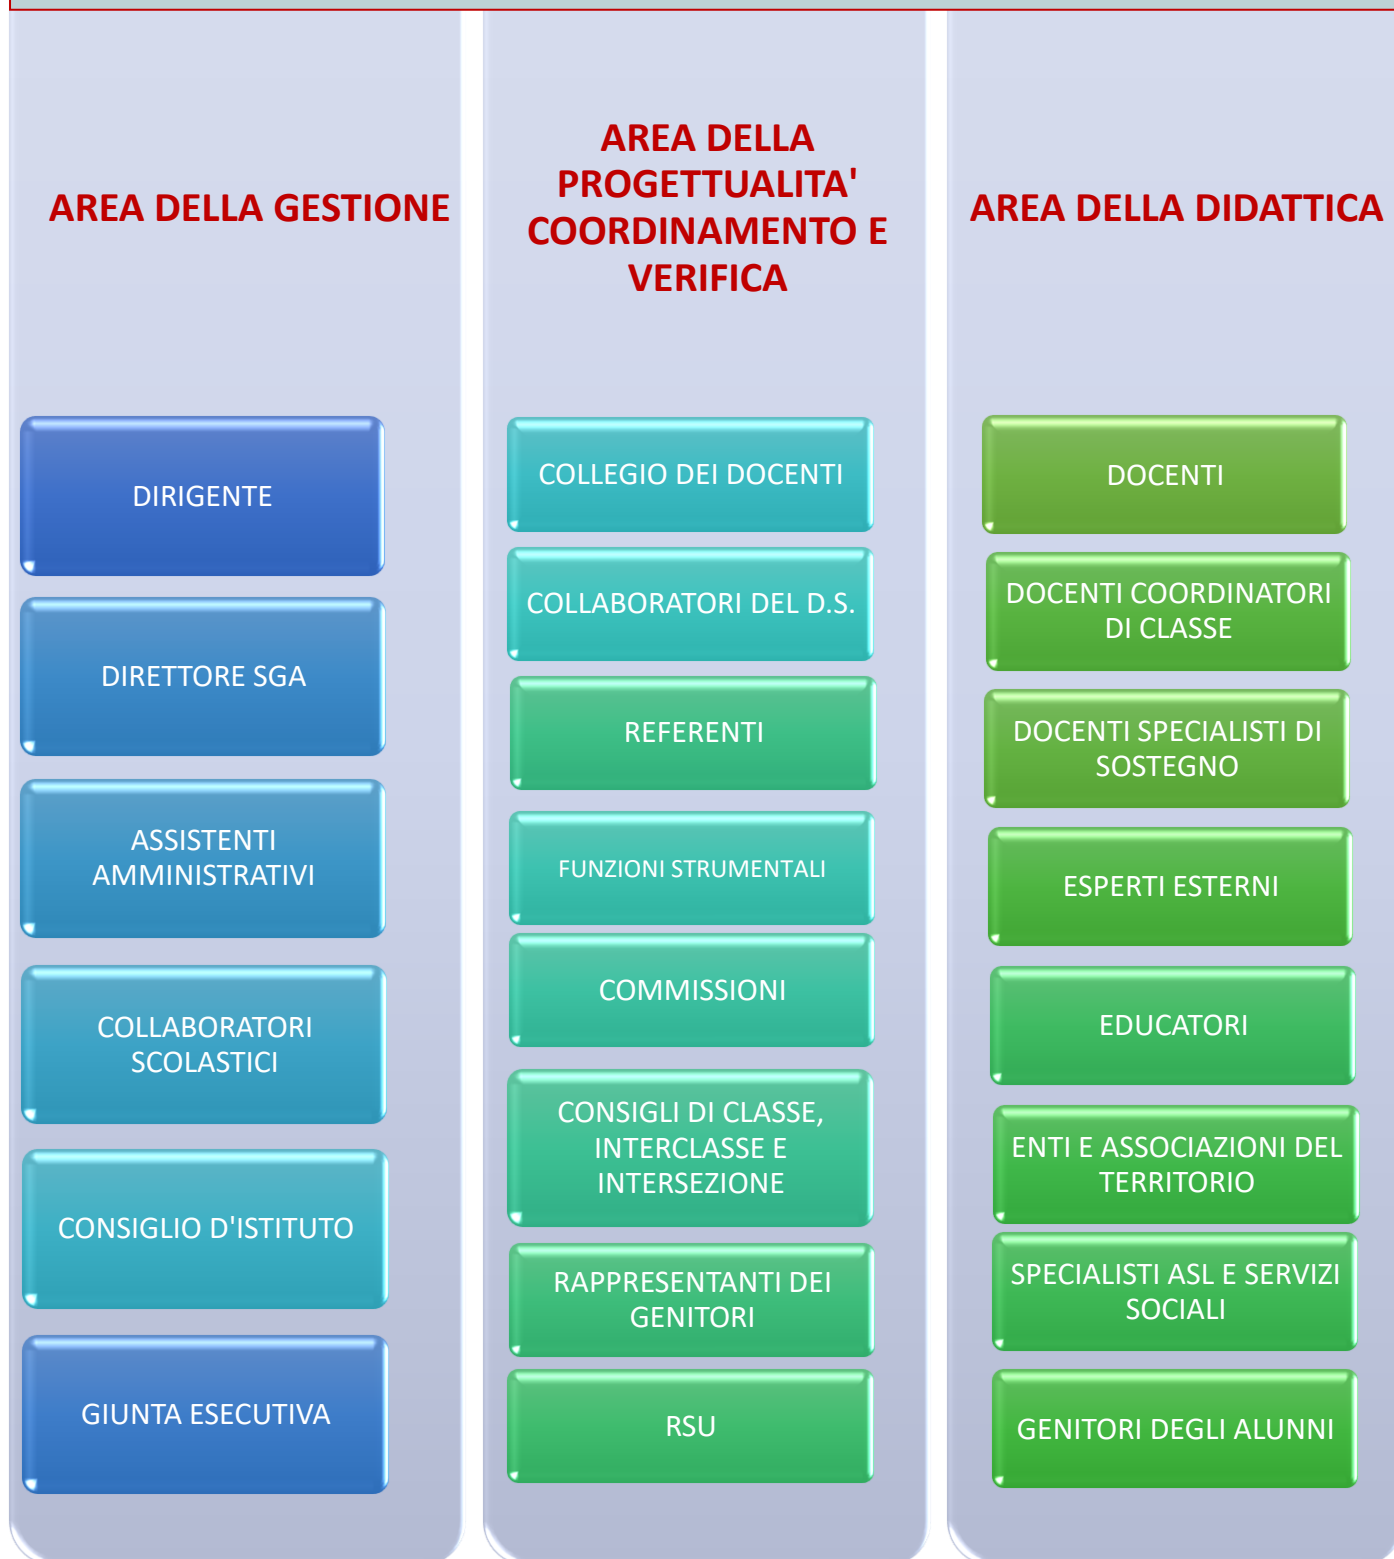 AREA DELLA GESTIONE
DIRIGENTE
DIRETTORE SGA
ASSISTENTI
AMMINISTRATIVI
COLLABORATORI
SCOLASTICI
CONSIGLIO D'ISTITUTO
GIUNTA ESECUTIVA
AREA DELLA
PROGETTUALITA'
COORDINAMENTO E
VERIFICA
COLLEGIO DEI DOCENTI
COLLABORATORI DEL D.S.
REFERENTI
FUNZIONI STRUMENTALI
COMMISSIONI
CONSIGLI DI CLASSE,
INTERCLASSE E
INTERSEZIONE
RAPPRESENTANTI DEI
GENITORI
RSU
AREA DELLA DIDATTICA
DOCENTI
DOCENTI COORDINATORI
DI CLASSE
DOCENTI SPECIALISTI DI
SOSTEGNO
ESPERTI ESTERNI
EDUCATORI
ENTI E ASSOCIAZIONI DEL
TERRITORIO
SPECIALISTI ASL E SERVIZI
SOCIALI
GENITORI DEGLI ALUNNI